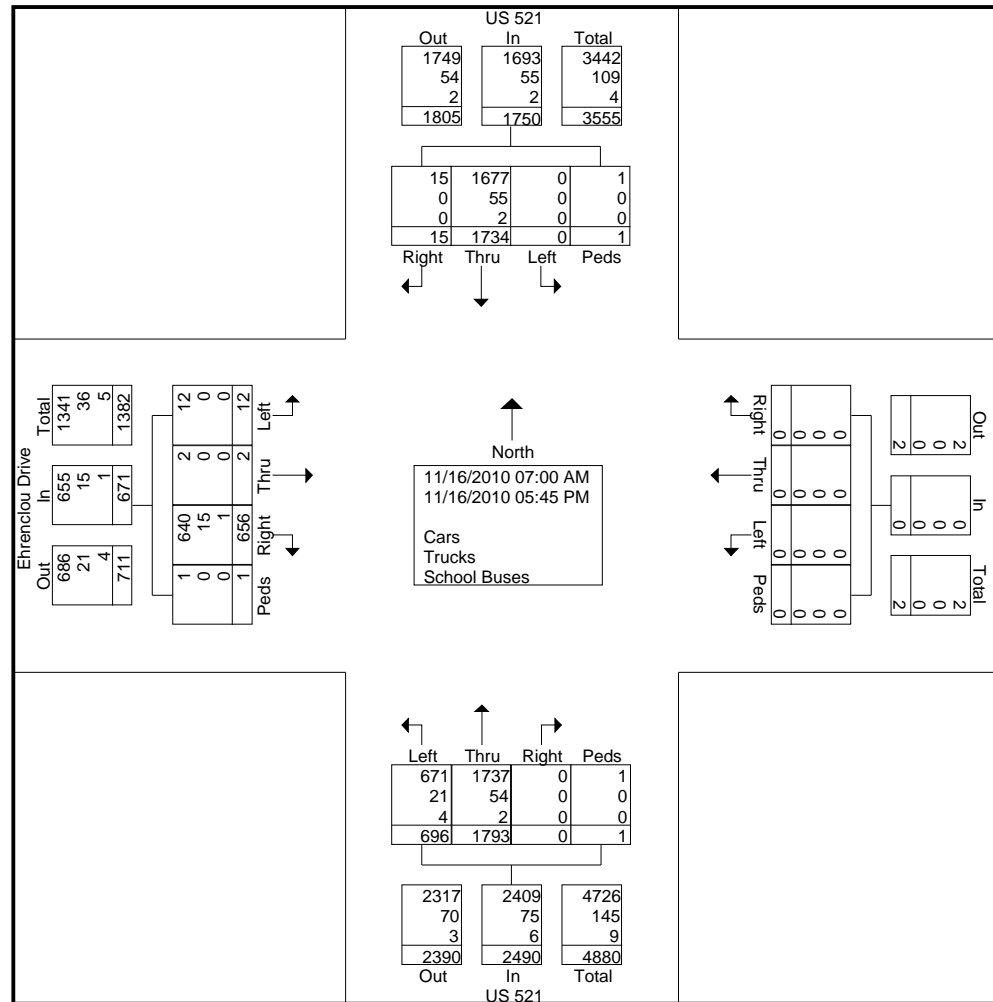 US 521
Out In Total
1749 1693 3442
54 55 109
2 2 4
1805 1750 3555
15 1677 0 1
0 55 0 0
0 2 0 0
15 1734 0 1
Right Thru Left Peds
Ehrenclou Drive
Total
1341 36 5 1382
In
655 15 1 671
Out
686 21 4 711
12 0 0 12
Left
2 0 0 2
Thru
640 15 1 656
Right
1 0 0 1
Peds
North
11/16/2010 07:00 AM
11/16/2010 05:45 PM
Cars
Trucks
School Buses
Right
0 0 0 0
Thru
0 0 0 0
Left
0 0 0 0
Peds
0 0 0 0
Out
2 0 0 2
In
0 0 0 0
Total
2 0 0 2
Left Thru Right Peds
671 1737 0 1
21 54 0 0
4 2 0 0
696 1793 0 1
2317 2409 4726
70 75 145
3 6 9
2390 2490 4880
Out In Total
US 521